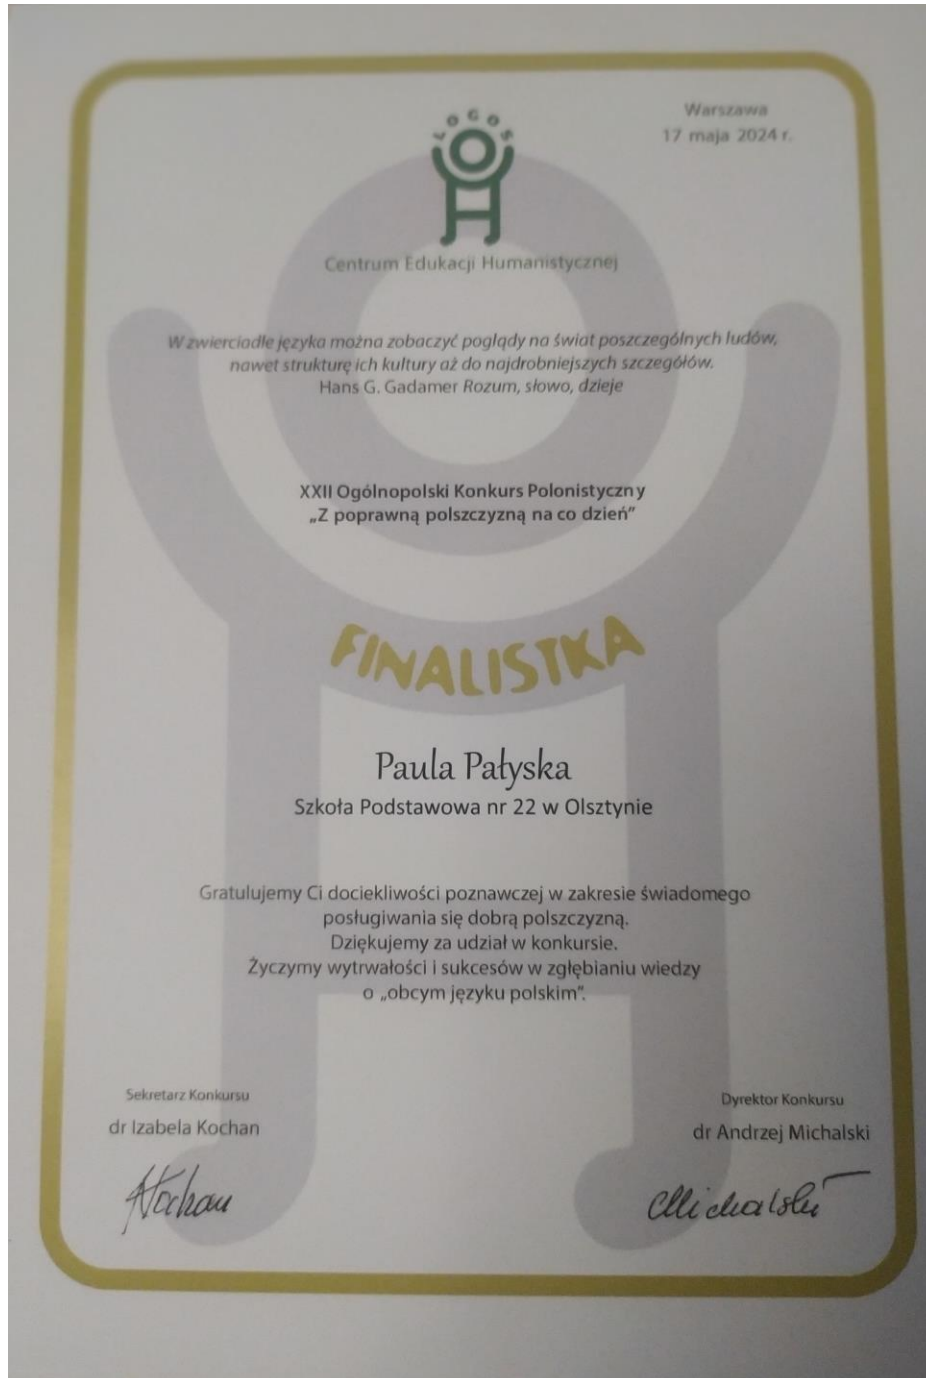 Warszawa
17 maja 2024 r.
LOGOS
Centrum Edukacji Humanistycznej
W zwierciadle języka można zobaczyć poglądy na świat poszczególnych ludów,
nawet strukturę ich kultury aż do najdrobniejszych szczegółów.
Hans G. Gadamer Rozum, słowo, dzieje
XXII Ogólnopolski Konkurs Polonistyczny
„Z poprawną polszczyzną na co dzień”
FINALISTKA
Paula Pałyska
Szkoła Podstawowa nr 22 w Olsztynie
Gratulujemy Ci dociekliwości poznawczej w zakresie świadomego
posługiwania się dobrą polszczyzną.
Dziękujemy za udział w konkursie.
Życzymy wytrwałości i sukcesów w zgłębianiu wiedzy
o „obcym języku polskim”.
Sekretarz Konkursu
dr Izabela Kochan
Dyrektor Konkursu
dr Andrzej Michalski
IKochan
AMichalski